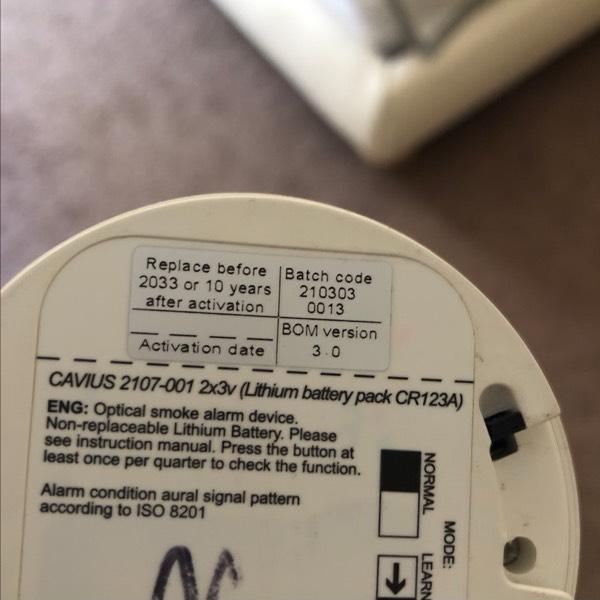 Replace before
2033 or 10 years
after activation
Batch code
210303
0013
Activation date
BOM version
3.0
CAVIUS 2107-001 2x3v (Lithium battery pack CR123A)
ENG: Optical smoke alarm device.
Non-replaceable Lithium Battery. Please
see instruction manual. Press the button at
least once per quarter to check the function.
Alarm condition aural signal pattern
according to ISO 8201
MODE:
NORMAL
LEARN